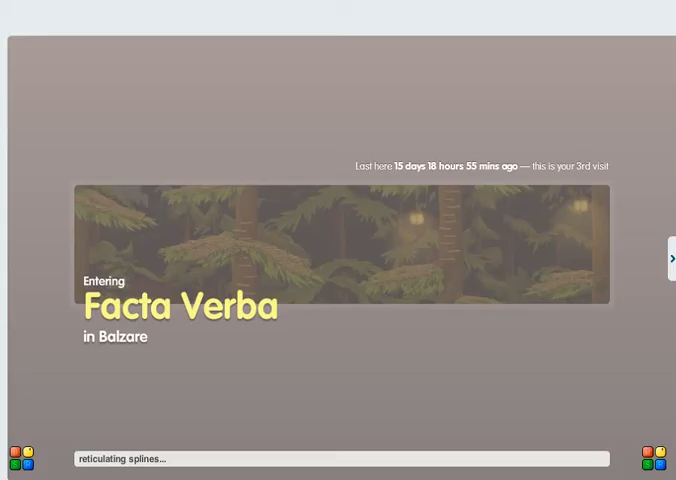 Last here 15 days 18 hours 55 mins ago — this is your 3rd visit
Entering
Facta Verba
in Balzare
reticulating splines...